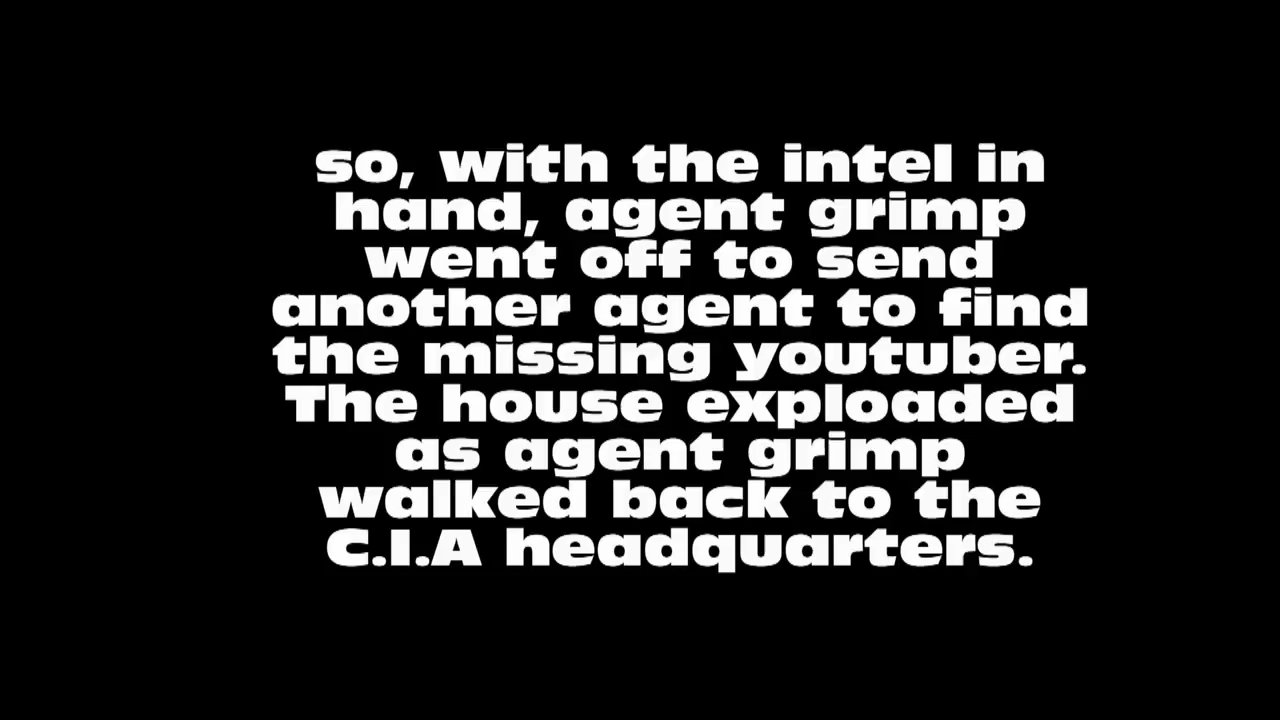 so, with the intel in
hand, agent grimp
went off to send
another agent to find
the missing youtuber.
The house exploaded
as agent grimp
walked back to the
C.I.A headquarters.